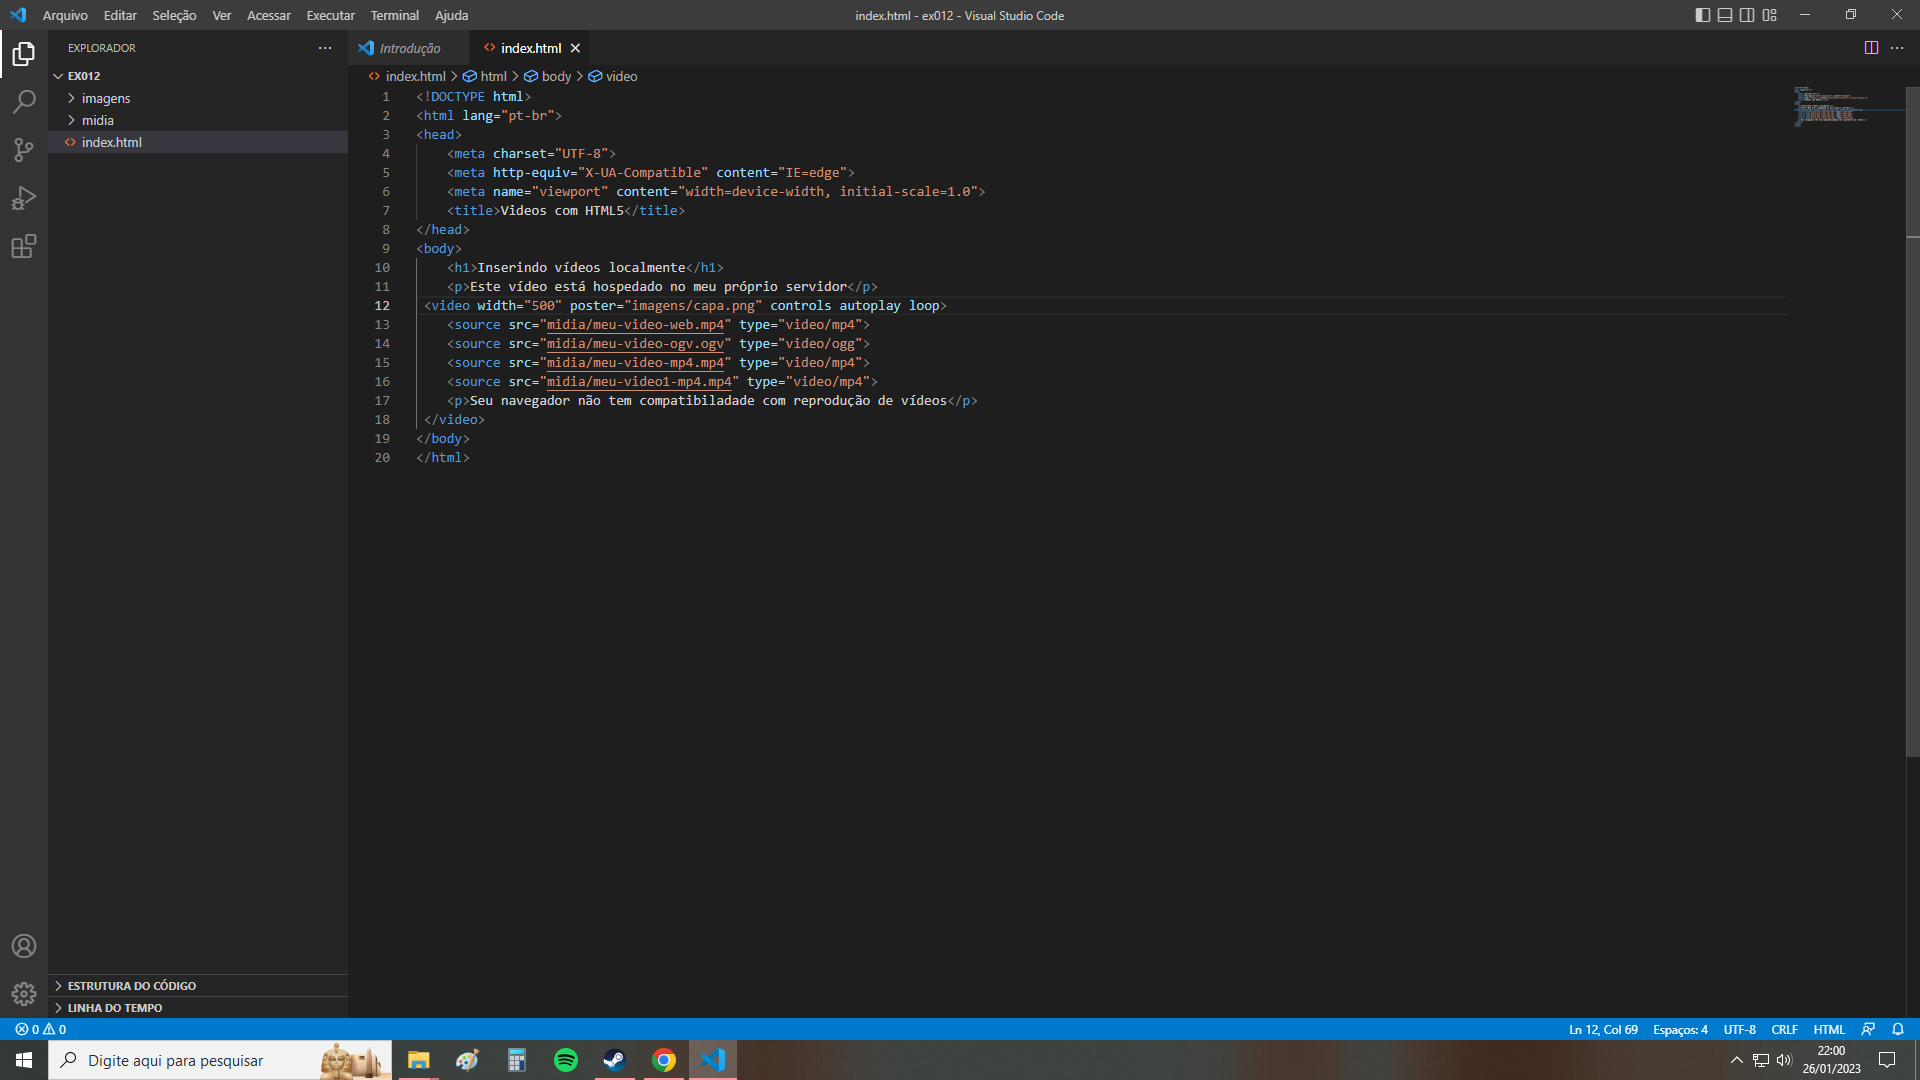 Arquivo Editar Seleção Ver Acessar Executar Terminal Ajuda
index.html - ex012 - Visual Studio Code
EXPLORADOR
EX012
imagens
midia
index.html
ESTRUTURA DO CÓDIGO
LINHA DO TEMPO
Introdução
index.html
index.html > html > body > video
1 <!DOCTYPE html>
2 <html lang="pt-br">
3 <head>
4 <meta charset="UTF-8">
5 <meta http-equiv="X-UA-Compatible" content="IE=edge">
6 <meta name="viewport" content="width=device-width, initial-scale=1.0">
7 <title>Videos com HTML5</title>
8 </head>
9 <body>
10 <h1>Inserindo vídeos localmente</h1>
11 <p>Este vídeo está hospedado no meu próprio servidor</p>
12 <video width="500" poster="imagens/capa.png" controls autoplay loop>
13 <source src="midia/meu-video-web.mp4" type="video/mp4">
14 <source src="midia/meu-video-ogv.ogv" type="video/ogg">
15 <source src="midia/meu-video-mp4.mp4" type="video/mp4">
16 <source src="midia/meu-video1-mp4.mp4" type="video/mp4">
17 <p>Seu navegador não tem compatibiladade com reprodução de vídeos</p>
18 </video>
19 </body>
20 </html>
0 0
Ln 12, Col 69 Espaços: 4 UTF-8 CRLF HTML
Digite aqui para pesquisar
22:00
26/01/2023